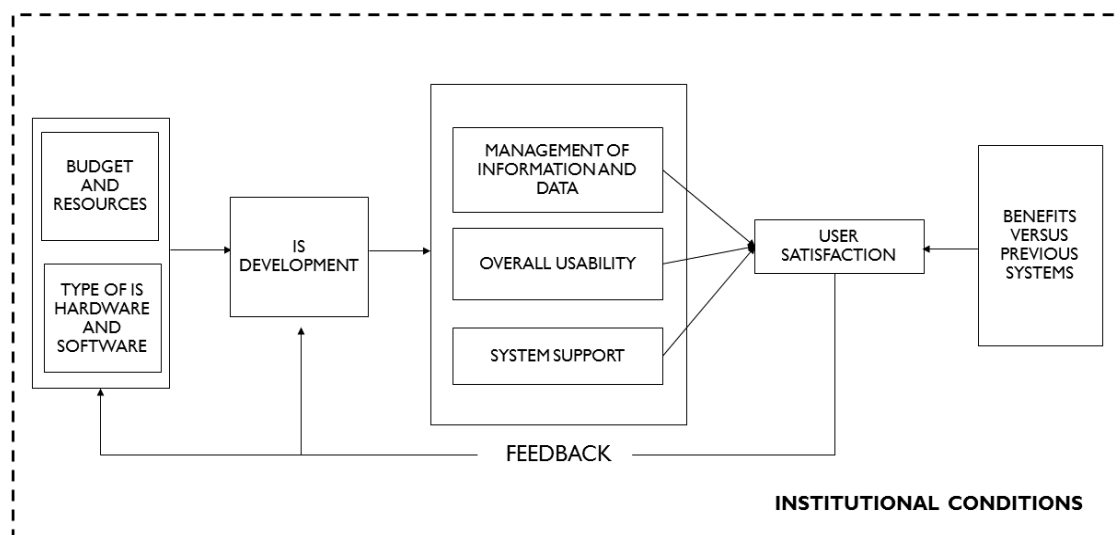 BUDGET
AND
RESOURCES
TYPE OF IS
HARDWARE
AND
SOFTWARE
IS
DEVELOPMENT
MANAGEMENT OF
INFORMATION AND
DATA
OVERALL USABILITY
SYSTEM SUPPORT
USER
SATISFACTION
BENEFITS
VERSUS
PREVIOUS
SYSTEMS
FEEDBACK
INSTITUTIONAL CONDITIONS